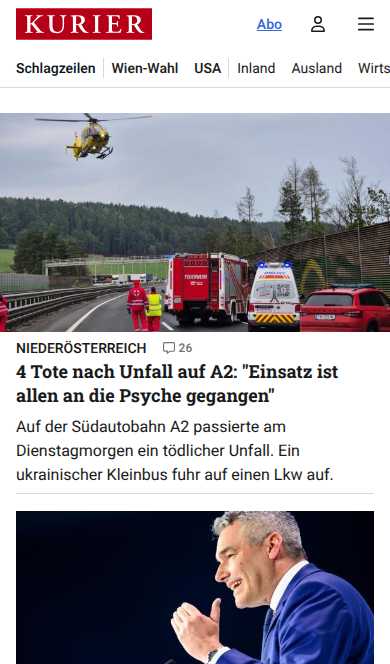 KURIER
Abo
Schlagzeilen
Wien-Wahl
USA
Inland
Ausland
Wirts
FEUERWEHR
NIEDERÖSTERREICH 26
4 Tote nach Unfall auf A2: "Einsatz ist
allen an die Psyche gegangen"
Auf der Südautobahn A2 passierte am
Dienstagmorgen ein tödlicher Unfall. Ein
ukrainischer Kleinbus fuhr auf einen Lkw auf.